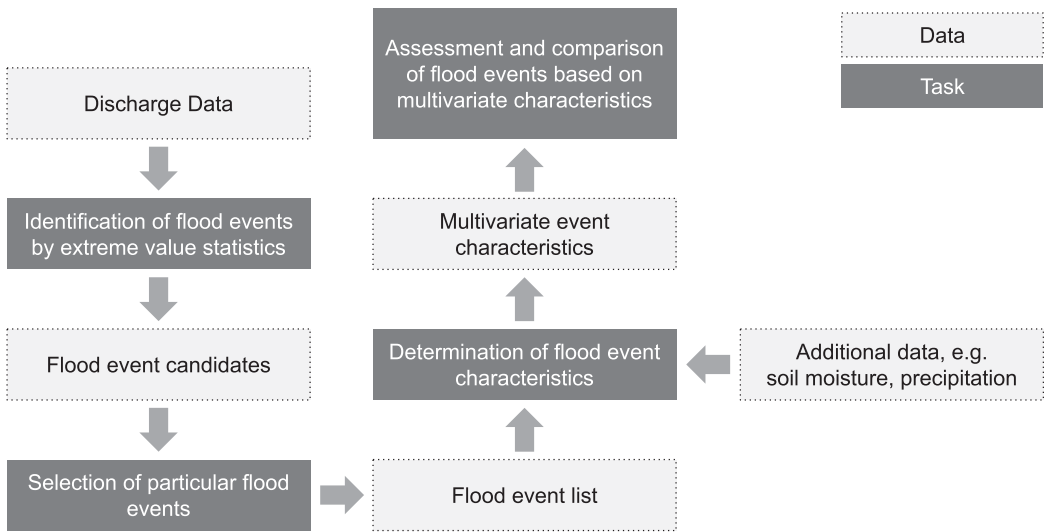 Discharge Data
Identification of flood events
by extreme value statistics
Flood event candidates
Selection of particular flood
events
Flood event list
Determination of flood event
characteristics
Additional data, e.g.
soil moisture, precipitation
Multivariate event
characteristics
Assessment and comparison
of flood events based on
multivariate characteristics
Data
Task